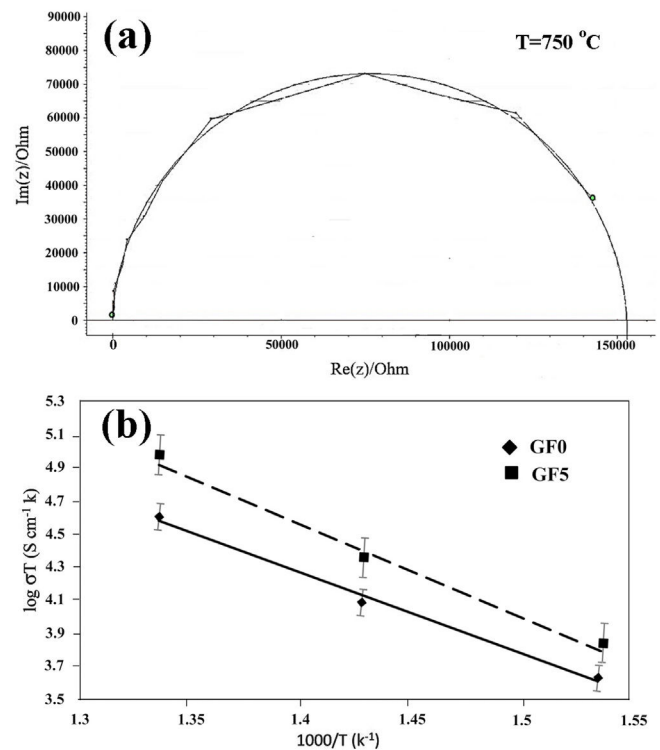 (a)
T=750 °C
90000
80000
70000
60000
50000
40000
30000
20000
10000
0
Im(z)/Ohm
0 50000 100000 150000
Re(z)/Ohm
(b)
GF0
GF5
5.3
5.1
4.9
4.7
4.5
4.3
4.1
3.9
3.7
3.5
log σT (S cm⁻¹ k)
1.3 1.35 1.4 1.45 1.5 1.55
1000/T (k⁻¹)